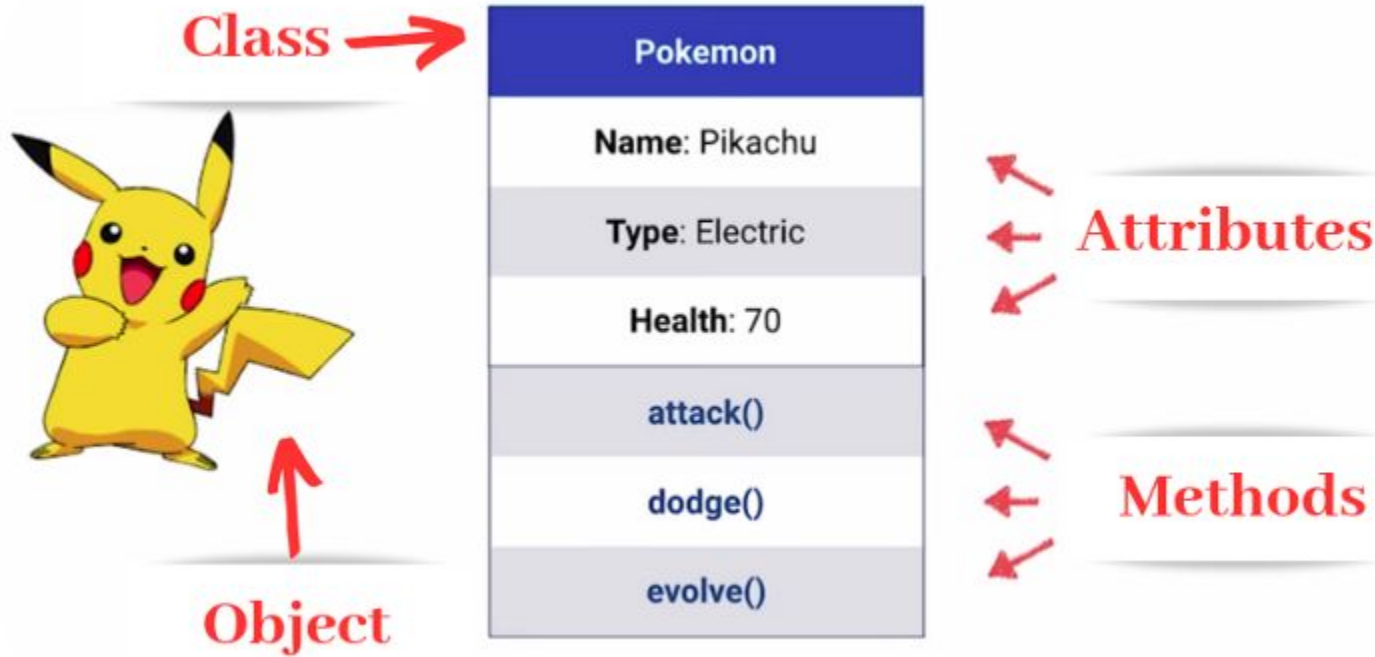 Class
Pokemon
Name: Pikachu
Type: Electric
Health: 70
Attributes
attack()
dodge()
evolve()
Methods
Object